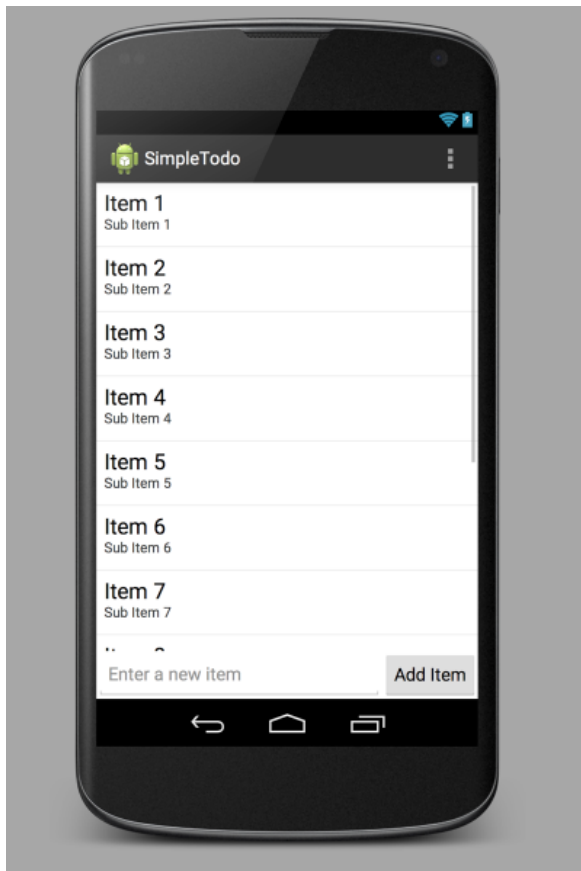 SimpleTodo
Item 1
Sub Item 1
Item 2
Sub Item 2
Item 3
Sub Item 3
Item 4
Sub Item 4
Item 5
Sub Item 5
Item 6
Sub Item 6
Item 7
Sub Item 7
Enter a new item
Add Item